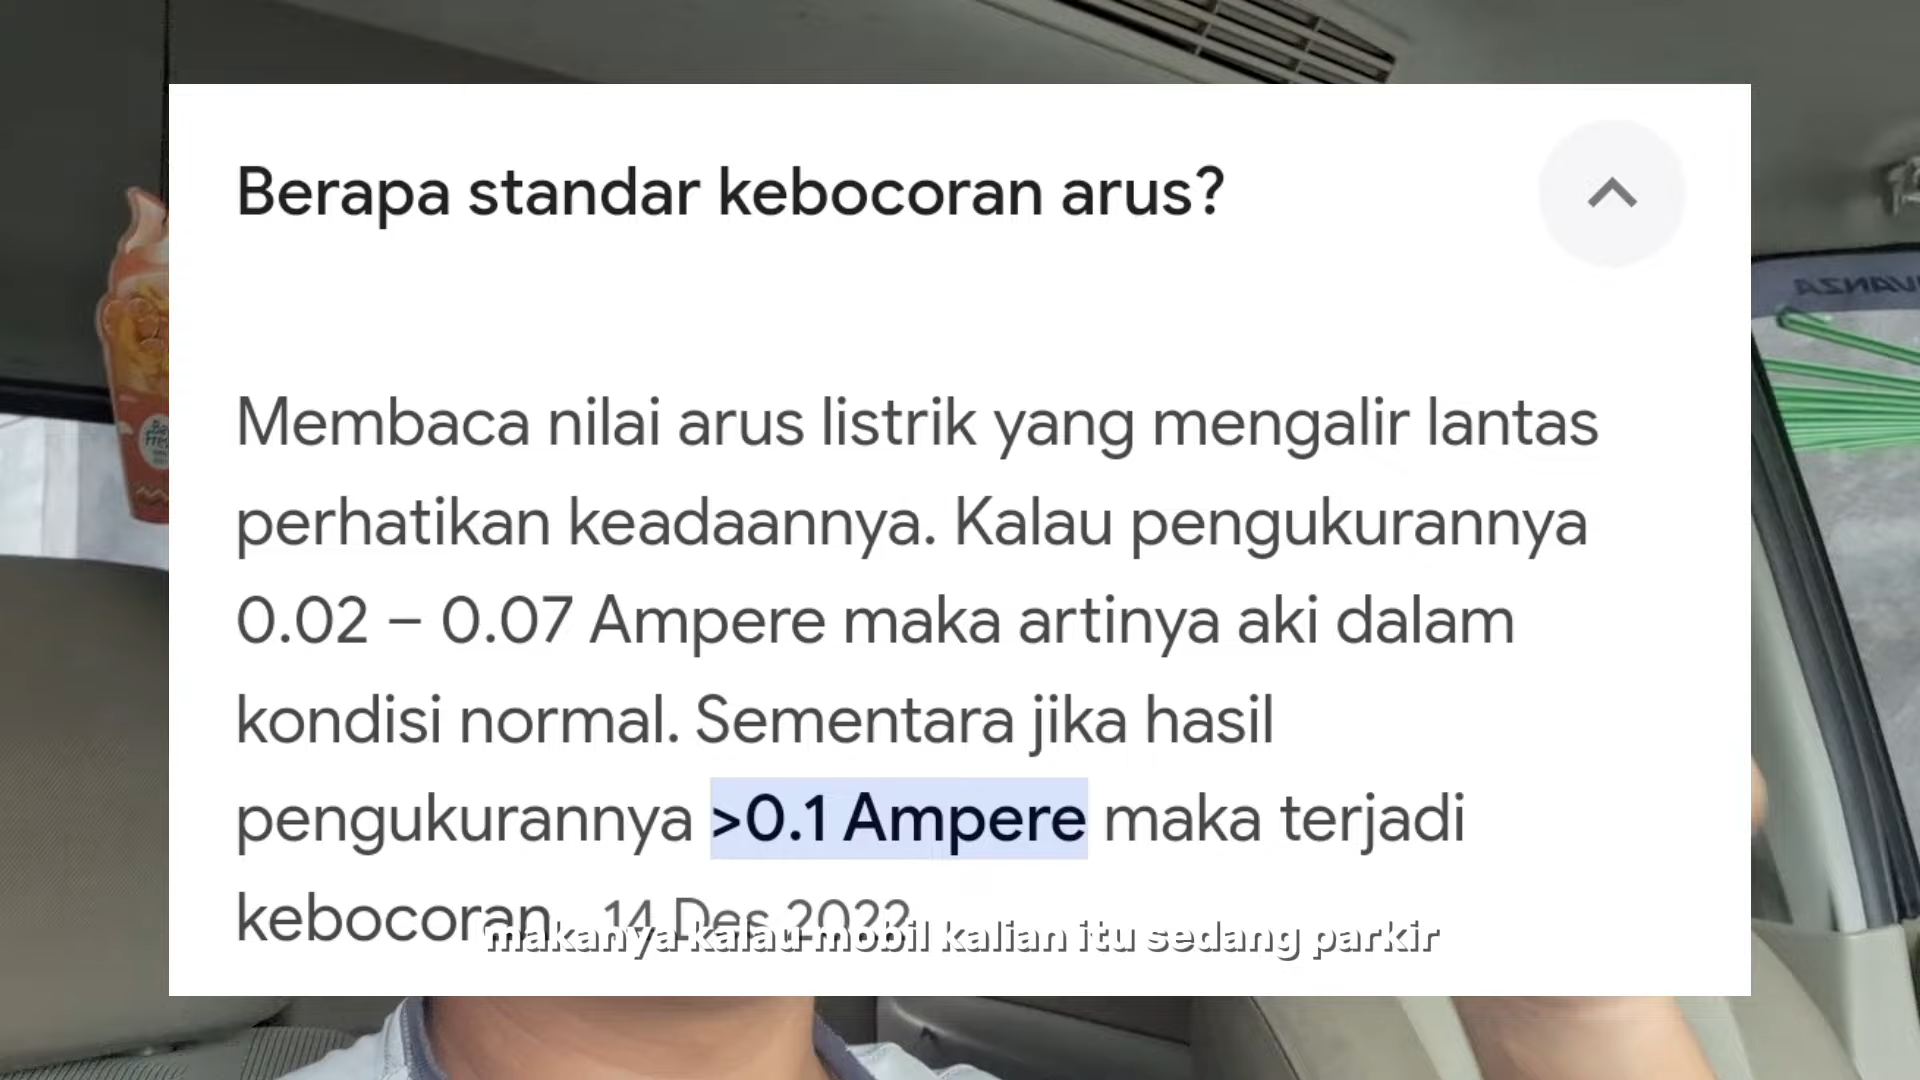 Berapa standar kebocoran arus?
Membaca nilai arus listrik yang mengalir lantas
perhatikan keadaannya. Kalau pengukurannya
0.02 – 0.07 Ampere maka artinya aki dalam
kondisi normal. Sementara jika hasil
pengukurannya >0.1 Ampere maka terjadi
kebocoran. 14 Des 2022
makanya kalau mobil kalian itu sedang parkir
AVANZA